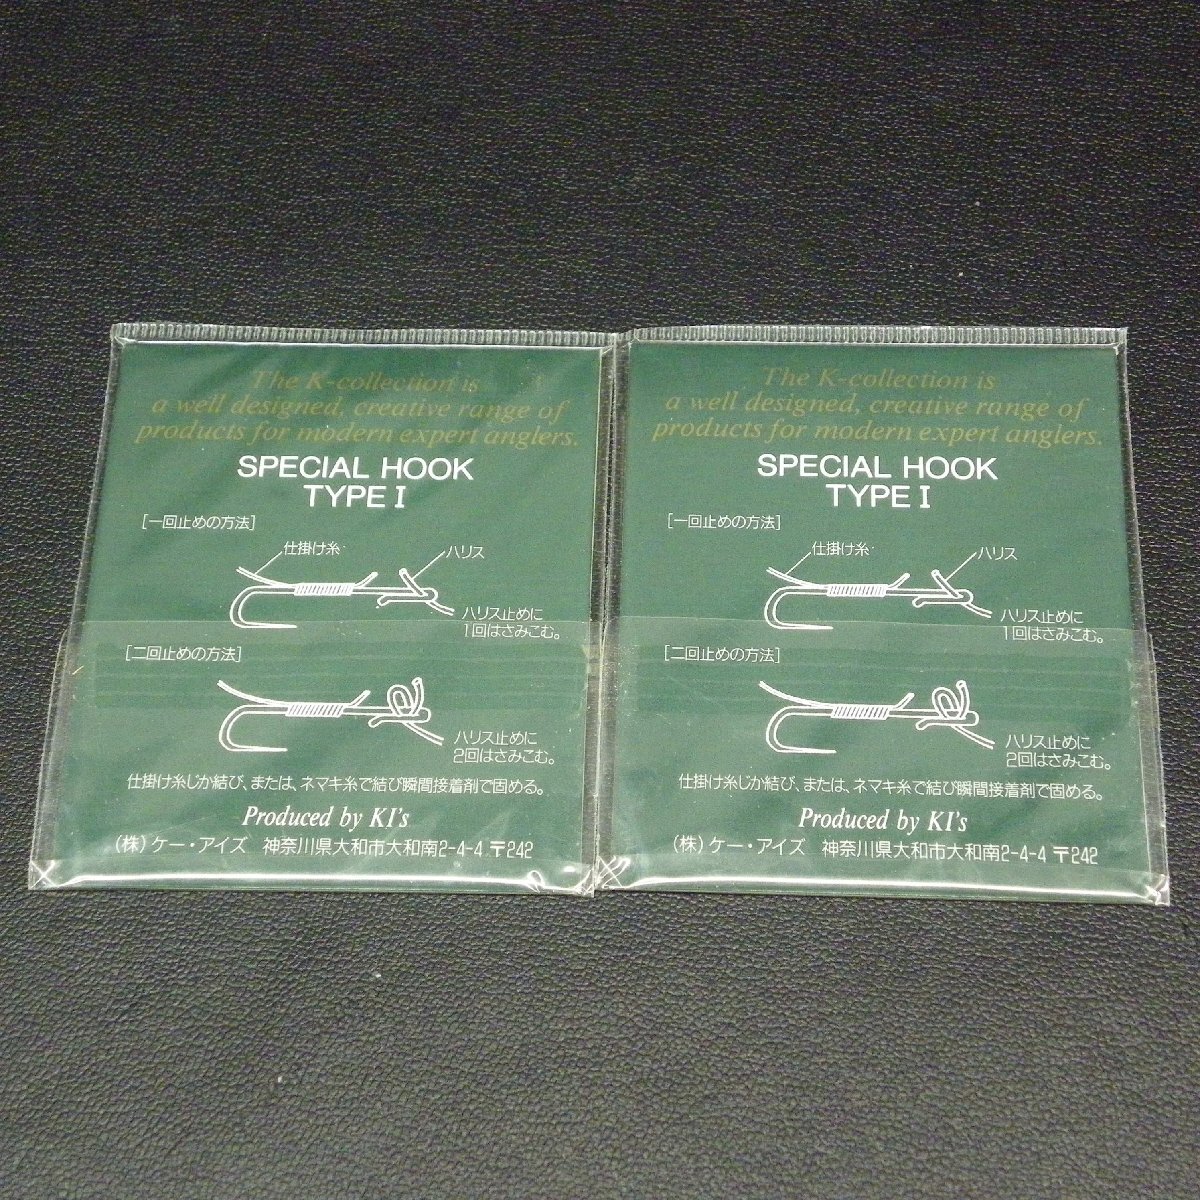 The K-collection is
a well designed, creative range of
products for modern expert anglers.
SPECIAL HOOK
TYPE I
[一回止めの方法]
仕掛け糸
ハリス
ハリス止めに
1回はさみこむ。
[二回止めの方法]
ハリス止めに
2回はさみこむ。
仕掛け糸じか結び、または、ネマキ糸で結び瞬間接着剤で固める。
Produced by KI's
(株)ケー・アイズ 神奈川県大和市大和南2-4-4 〒242
The K-collection is
a well designed, creative range of
products for modern expert anglers.
SPECIAL HOOK
TYPE I
[一回止めの方法]
仕掛け糸
ハリス
ハリス止めに
1回はさみこむ。
[二回止めの方法]
ハリス止めに
2回はさみこむ。
仕掛け糸じか結び、または、ネマキ糸で結び瞬間接着剤で固める。
Produced by KI's
(株)ケー・アイズ 神奈川県大和市大和南2-4-4 〒242